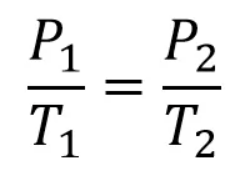 P₁/T₁ = P₂/T₂